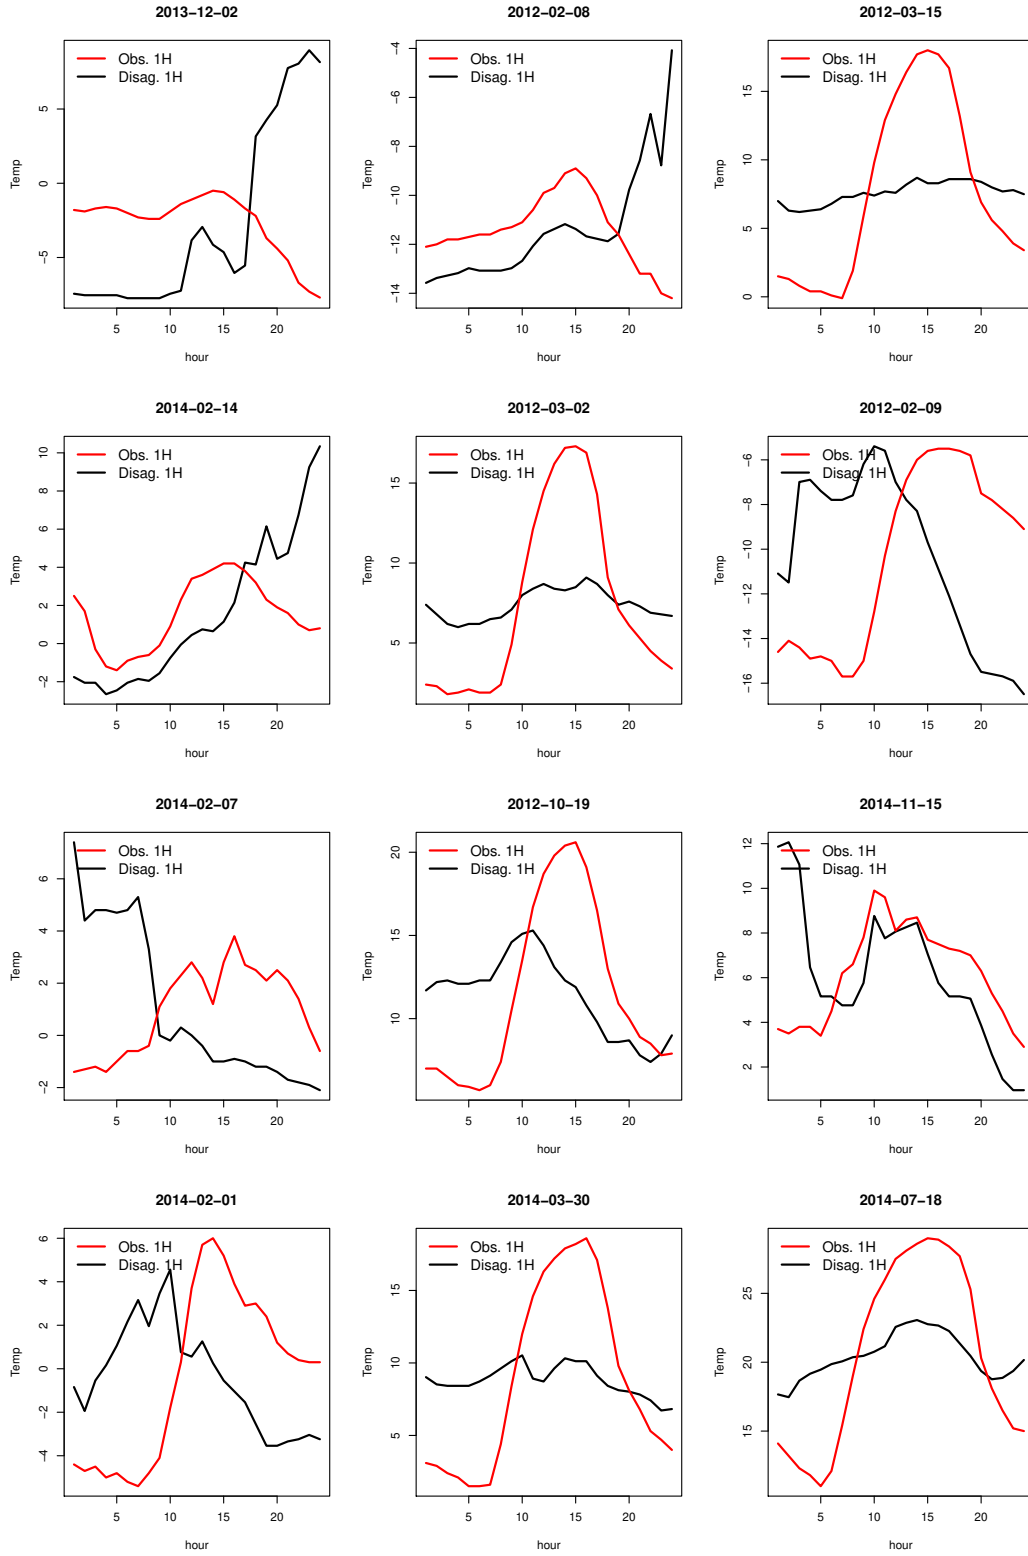 2013−12−02
Obs. 1H
Disag. 1H
Temp
5
0
−5
5 10 15 20
hour
2012−02−08
Obs. 1H
Disag. 1H
Temp
−4
−6
−8
−10
−12
−14
5 10 15 20
hour
2012−03−15
Obs. 1H
Disag. 1H
Temp
15
10
5
0
5 10 15 20
hour
2014−02−14
Obs. 1H
Disag. 1H
Temp
10
8
6
4
2
0
−2
5 10 15 20
hour
2012−03−02
Obs. 1H
Disag. 1H
Temp
15
10
5
5 10 15 20
hour
2012−02−09
Obs. 1H
Disag. 1H
Temp
−6
−8
−10
−12
−14
−16
5 10 15 20
hour
2014−02−07
Obs. 1H
Disag. 1H
Temp
6
4
2
0
−2
5 10 15 20
hour
2012−10−19
Obs. 1H
Disag. 1H
Temp
20
15
10
5 10 15 20
hour
2014−11−15
Obs. 1H
Disag. 1H
Temp
12
10
8
6
4
2
5 10 15 20
hour
2014−02−01
Obs. 1H
Disag. 1H
Temp
6
4
2
0
−2
−4
5 10 15 20
hour
2014−03−30
Obs. 1H
Disag. 1H
Temp
15
10
5
5 10 15 20
hour
2014−07−18
Obs. 1H
Disag. 1H
Temp
25
20
15
5 10 15 20
hour